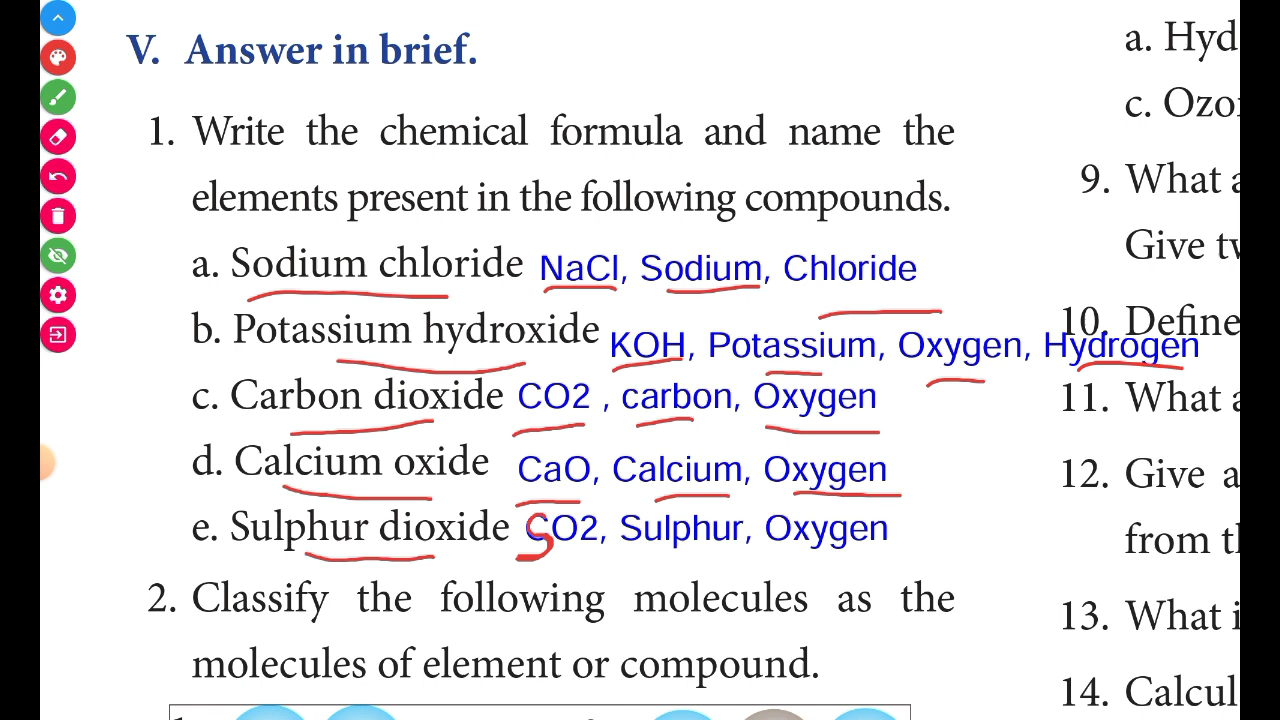 V. Answer in brief.
1. Write the chemical formula and name the
elements present in the following compounds.
a. Sodium chloride NaCl, Sodium, Chloride
b. Potassium hydroxide KOH, Potassium, Oxygen, Hydrogen
c. Carbon dioxide CO2 , carbon, Oxygen
d. Calcium oxide CaO, Calcium, Oxygen
e. Sulphur dioxide SO2, Sulphur, Oxygen
2. Classify the following molecules as the
molecules of element or compound.
a. Hyd
c. Ozo
9. What a
Give tw
10. Define
11. What a
12. Give a
from t
13. What i
14. Calcul